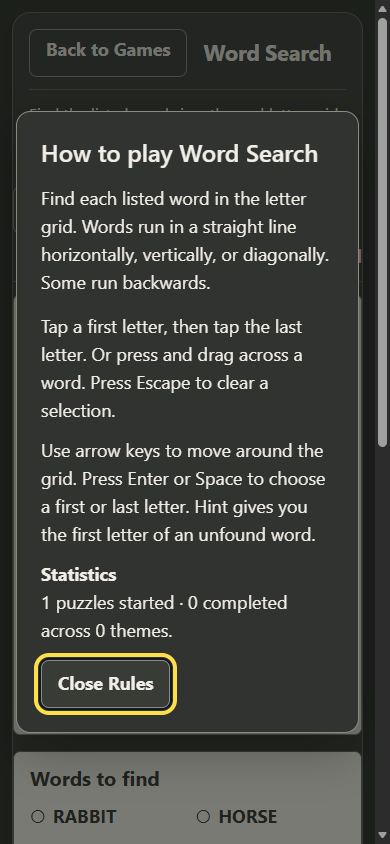 Back to Games
Word Search
How to play Word Search
Find each listed word in the letter
grid. Words run in a straight line
horizontally, vertically, or diagonally.
Some run backwards.
Tap a first letter, then tap the last
letter. Or press and drag across a
word. Press Escape to clear a
selection.
Use arrow keys to move around the
grid. Press Enter or Space to choose
a first or last letter. Hint gives you
the first letter of an unfound word.
Statistics
1 puzzles started · 0 completed
across 0 themes.
Close Rules
Words to find
RABBIT
HORSE